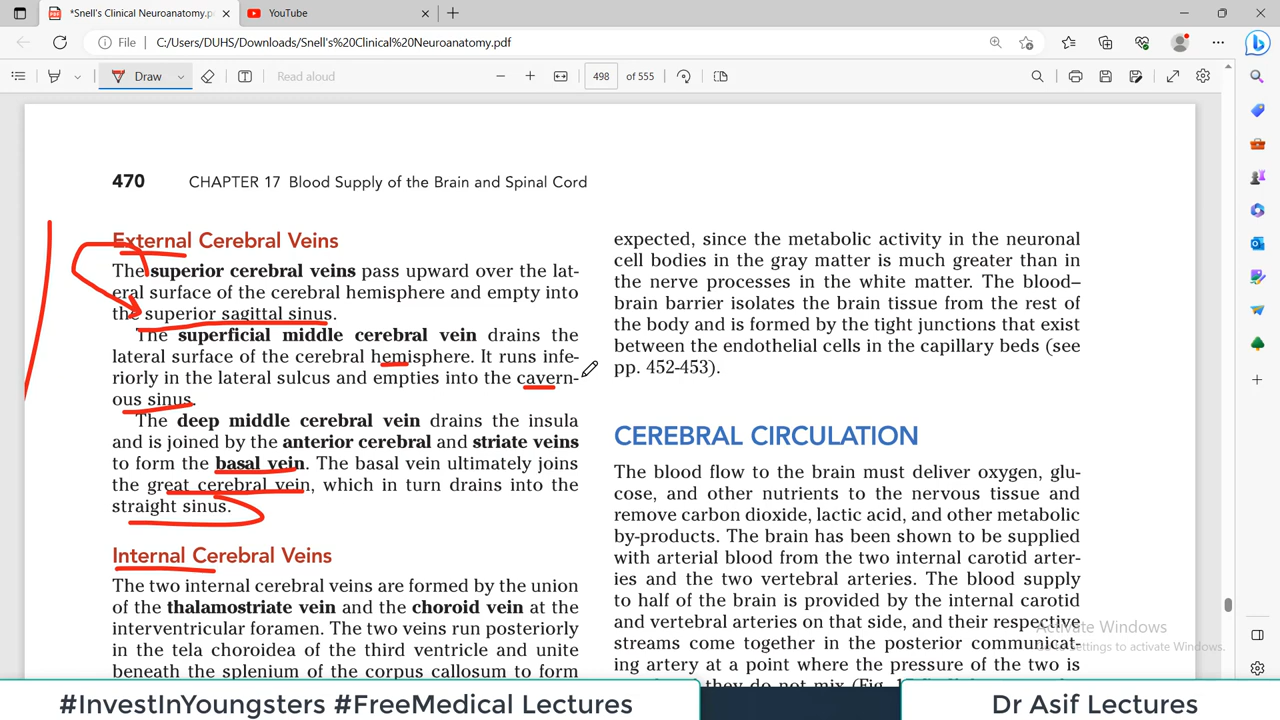 *Snell's Clinical Neuroanatomy.p
YouTube
File
C:/Users/DUHS/Downloads/Snell's%20Clinical%20Neuroanatomy.pdf
Draw
Read aloud
498
of 555
470
CHAPTER 17 Blood Supply of the Brain and Spinal Cord
External Cerebral Veins
The superior cerebral veins pass upward over the lat-
eral surface of the cerebral hemisphere and empty into
the superior sagittal sinus.
The superficial middle cerebral vein drains the
lateral surface of the cerebral hemisphere. It runs infe-
riorly in the lateral sulcus and empties into the cavern-
ous sinus.
The deep middle cerebral vein drains the insula
and is joined by the anterior cerebral and striate veins
to form the basal vein. The basal vein ultimately joins
the great cerebral vein, which in turn drains into the
straight sinus.
Internal Cerebral Veins
The two internal cerebral veins are formed by the union
of the thalamostriate vein and the choroid vein at the
interventricular foramen. The two veins run posteriorly
in the tela choroidea of the third ventricle and unite
beneath the splenium of the corpus callosum to form
expected, since the metabolic activity in the neuronal
cell bodies in the gray matter is much greater than in
the nerve processes in the white matter. The blood–
brain barrier isolates the brain tissue from the rest of
the body and is formed by the tight junctions that exist
between the endothelial cells in the capillary beds (see
pp. 452-453).
CEREBRAL CIRCULATION
The blood flow to the brain must deliver oxygen, glu-
cose, and other nutrients to the nervous tissue and
remove carbon dioxide, lactic acid, and other metabolic
by-products. The brain has been shown to be supplied
with arterial blood from the two internal carotid arter-
ies and the two vertebral arteries. The blood supply
to half of the brain is provided by the internal carotid
and vertebral arteries on that side, and their respective
streams come together in the posterior communicat-
ing artery at a point where the pressure of the two is
they do not mix (Fig.
Activate Windows
Go to Settings to activate Windows.
#InvestInYoungsters #FreeMedical Lectures
Dr Asif Lectures